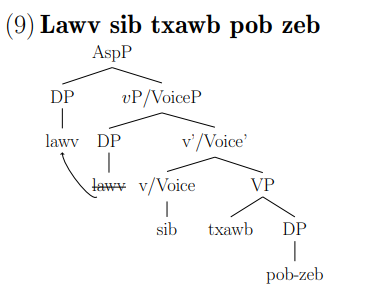 (9) Lawv sib txawb pob zeb
AspP
DP vP/VoiceP
lawv DP v'/Voice'
lawv v/Voice VP
sib txawb DP
pob-zeb